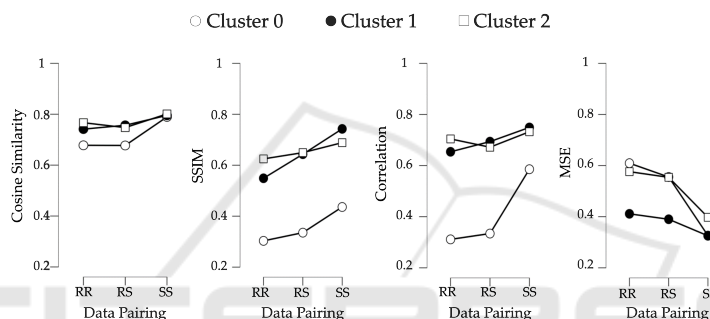 Cluster 0 Cluster 1 Cluster 2
1 1 1 1
0.8 0.8 0.8 0.8
0.6 0.6 0.6 0.6
0.4 0.4 0.4 0.4
0.2 0.2 0.2 0.2
Cosine Similarity SSIM Correlation MSE
RR RS SS RR RS SS RR RS SS RR RS
Data Pairing Data Pairing Data Pairing Data Pairing